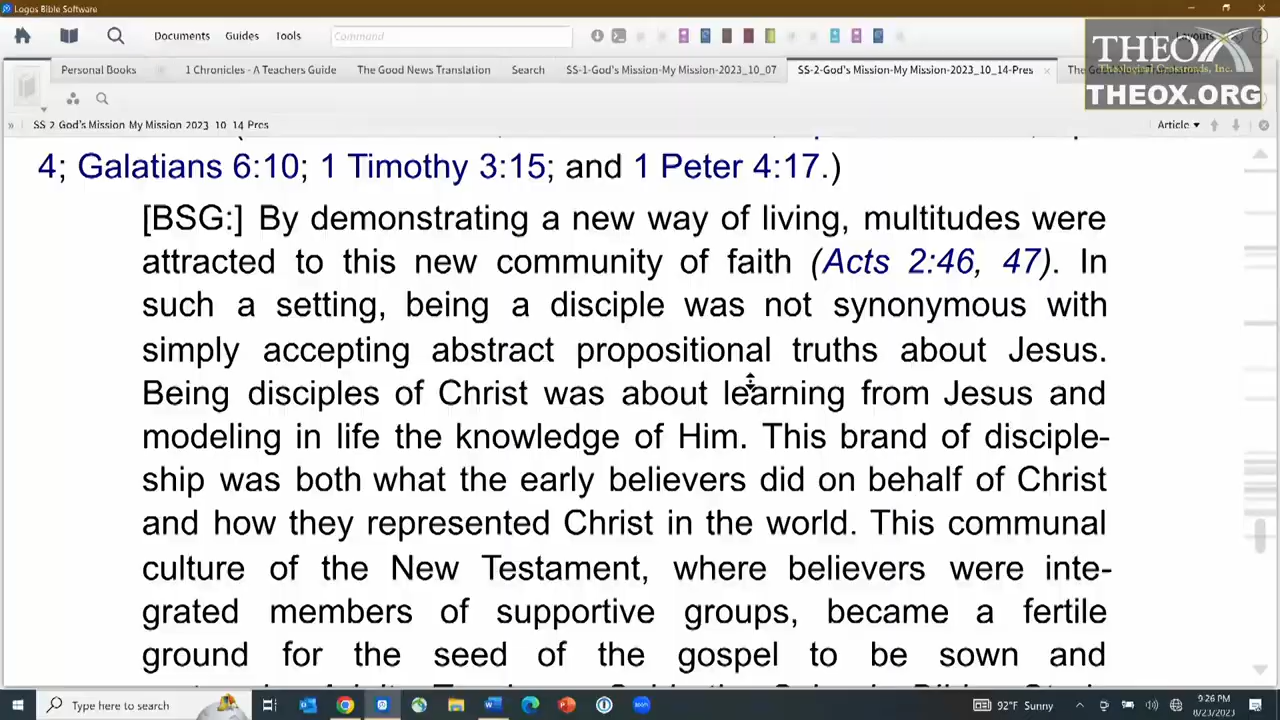 Logos Bible Software
Documents Guides Tools Command
THEOX
Theological Crossroads, Inc.
THEOX.ORG
Personal Books 1 Chronicles - A Teachers Guide The Good News Version Search SS-1-God's Mission-My Mission-2023_10_07 SS-2-God's Mission-My Mission-2023_10_14-Pres
» SS 2 God's Mission-My Mission 2023 10 14 Pres Article
4; Galatians 6:10; 1 Timothy 3:15; and 1 Peter 4:17.)
[BSG:] By demonstrating a new way of living, multitudes were
attracted to this new community of faith (Acts 2:46, 47). In
such a setting, being a disciple was not synonymous with
simply accepting abstract propositional truths about Jesus.
Being disciples of Christ was about learning from Jesus and
modeling in life the knowledge of Him. This brand of disciple-
ship was both what the early believers did on behalf of Christ
and how they represented Christ in the world. This communal
culture of the New Testament, where believers were inte-
grated members of supportive groups, became a fertile
ground for the seed of the gospel to be sown and
Type here to search
92°F Sunny
9:26 PM
8/23/2023